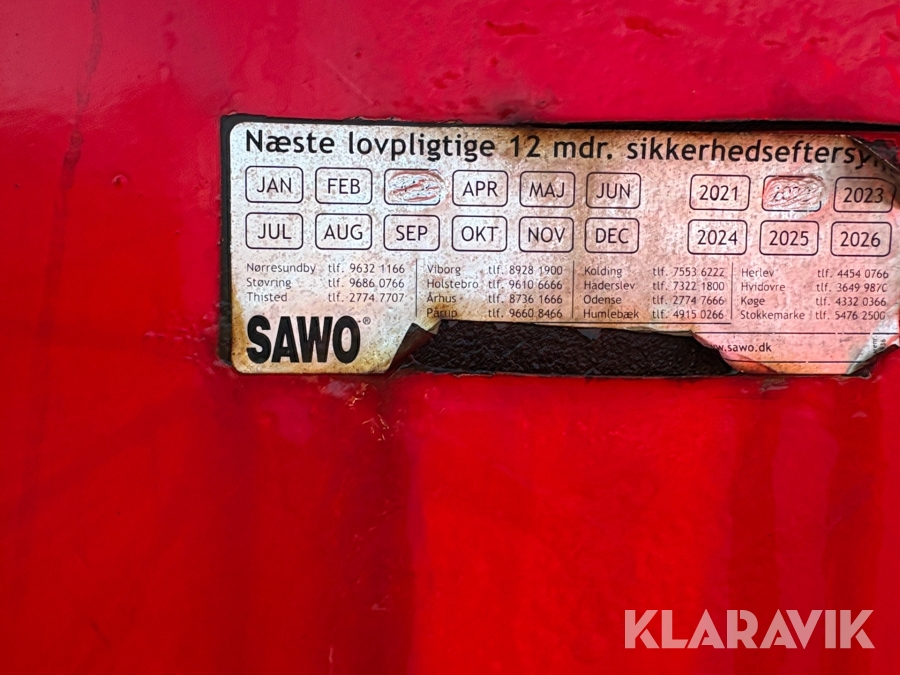 Næste lovpligtige 12 mdr. sikkerhedseftersyn
JAN FEB APR MAJ JUN 2021 2022 2023
JUL AUG SEP OKT NOV DEC 2024 2025 2026
Nørresundby tlf. 9632 1166 Viborg tlf. 8928 1900 Kolding tlf. 7553 6222 Herlev tlf. 4454 0766
Støvring tlf. 9686 0766 Holstebro tlf. 9610 6666 Haderslev tlf. 7322 1800 Hvidovre tlf. 3649 9870
Thisted tlf. 2774 7707 Århus tlf. 8736 1666 Odense tlf. 2774 7666 Køge tlf. 4332 0366
Pårup tlf. 9660 8466 Humlebæk tlf. 4915 0266 Stokkemarke tlf. 5476 2500
SAWO®
.sawo.dk
KLARAVIK